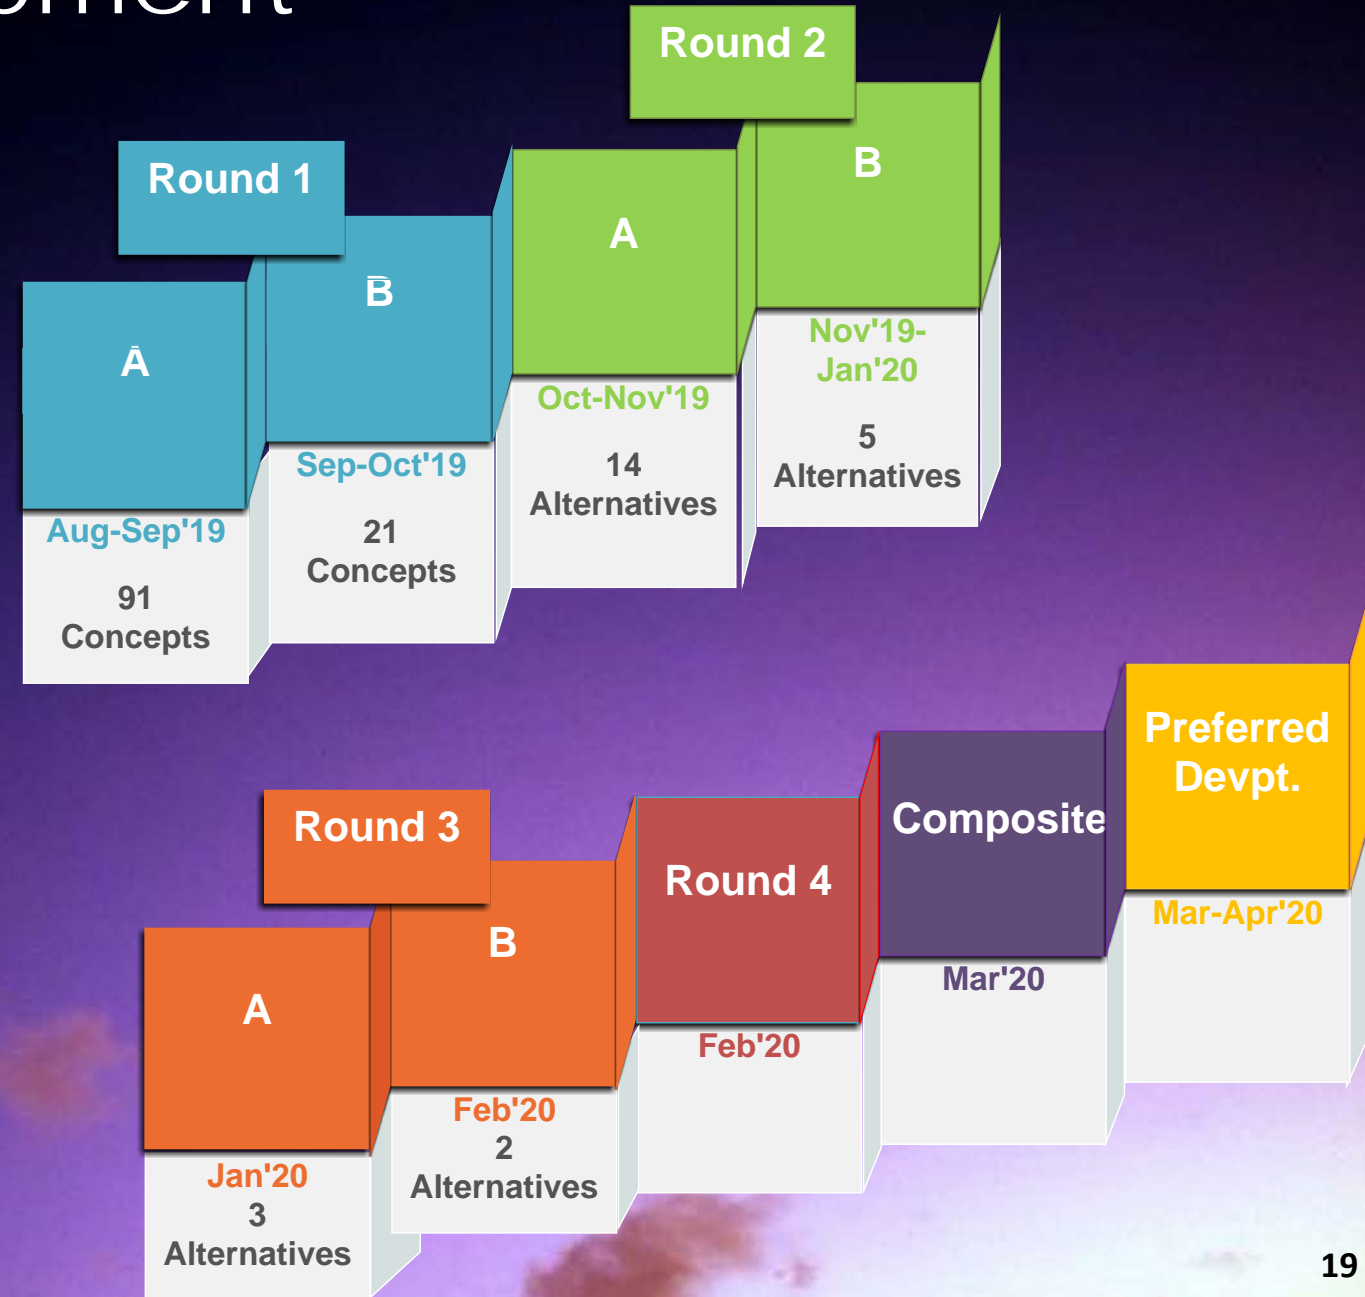 Round 1
A
Aug-Sep'19
91
Concepts
B
Sep-Oct'19
21
Concepts
Round 2
A
Oct-Nov'19
14
Alternatives
B
Nov'19-
Jan'20
5
Alternatives
Round 3
A
Jan'20
3
Alternatives
B
Feb'20
2
Alternatives
Round 4
Feb'20
Composite
Mar'20
Preferred
Devpt.
Mar-Apr'20
19